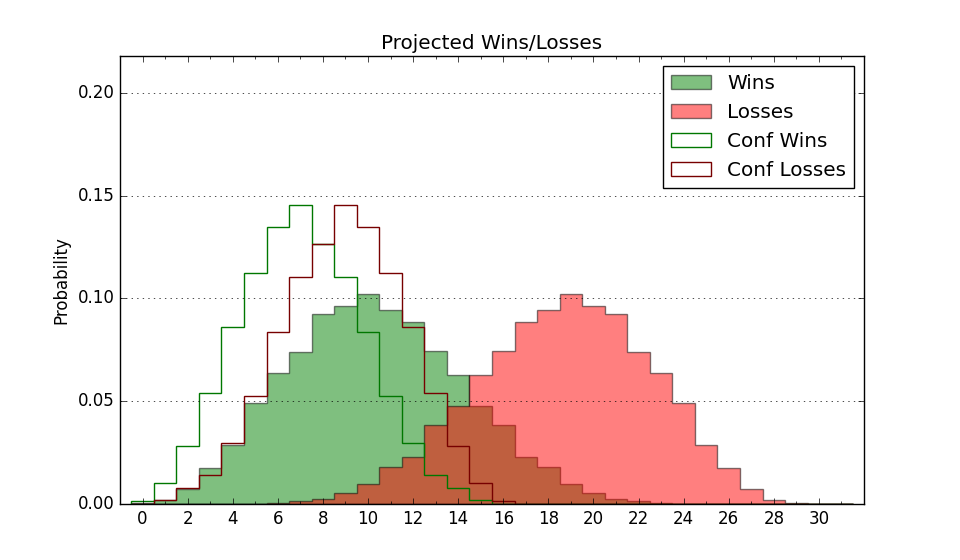 Projected Wins/Losses
Wins
Losses
Conf Wins
Conf Losses
Probability
0.20
0.15
0.10
0.05
0.00
0 2 4 6 8 10 12 14 16 18 20 22 24 26 28 30